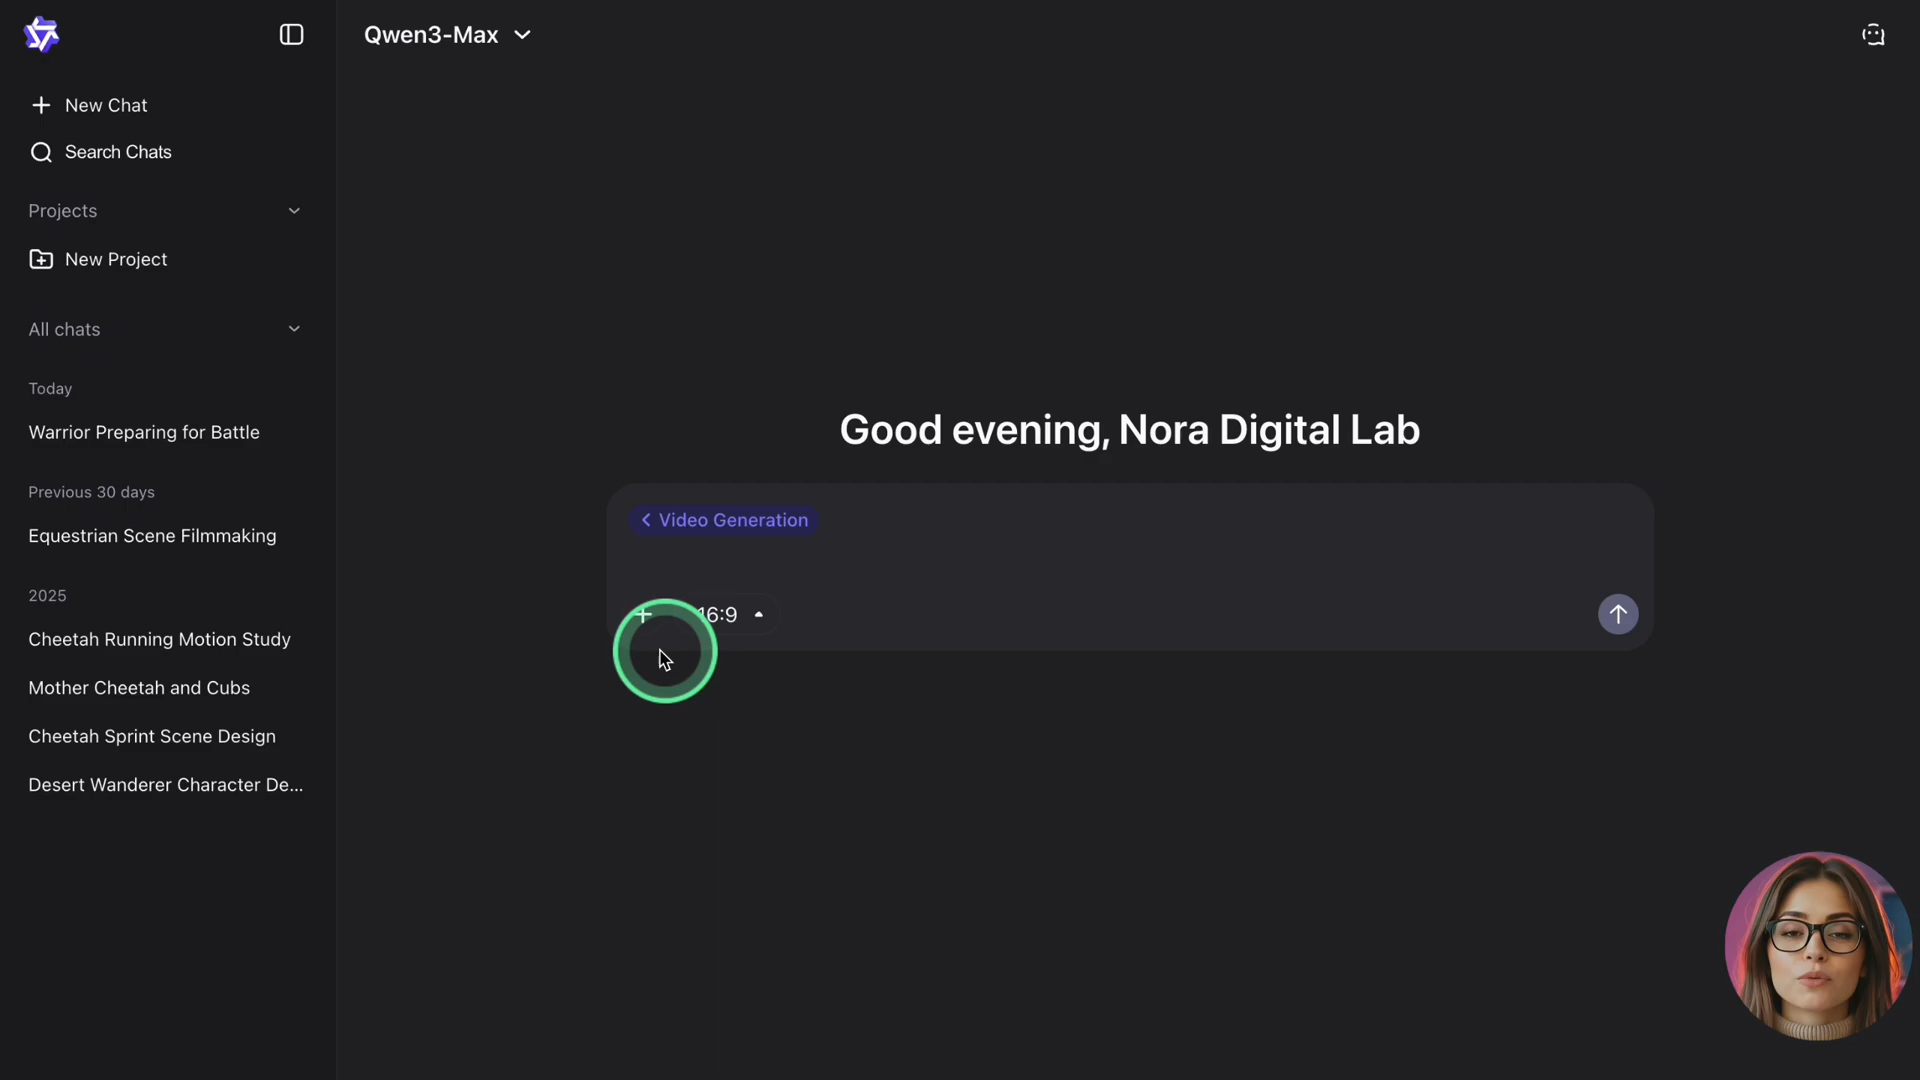 Qwen3-Max
New Chat
Search Chats
Projects
New Project
All chats
Today
Warrior Preparing for Battle
Previous 30 days
Equestrian Scene Filmmaking
2025
Cheetah Running Motion Study
Mother Cheetah and Cubs
Cheetah Sprint Scene Design
Desert Wanderer Character De...
Good evening, Nora Digital Lab
Video Generation
16:9